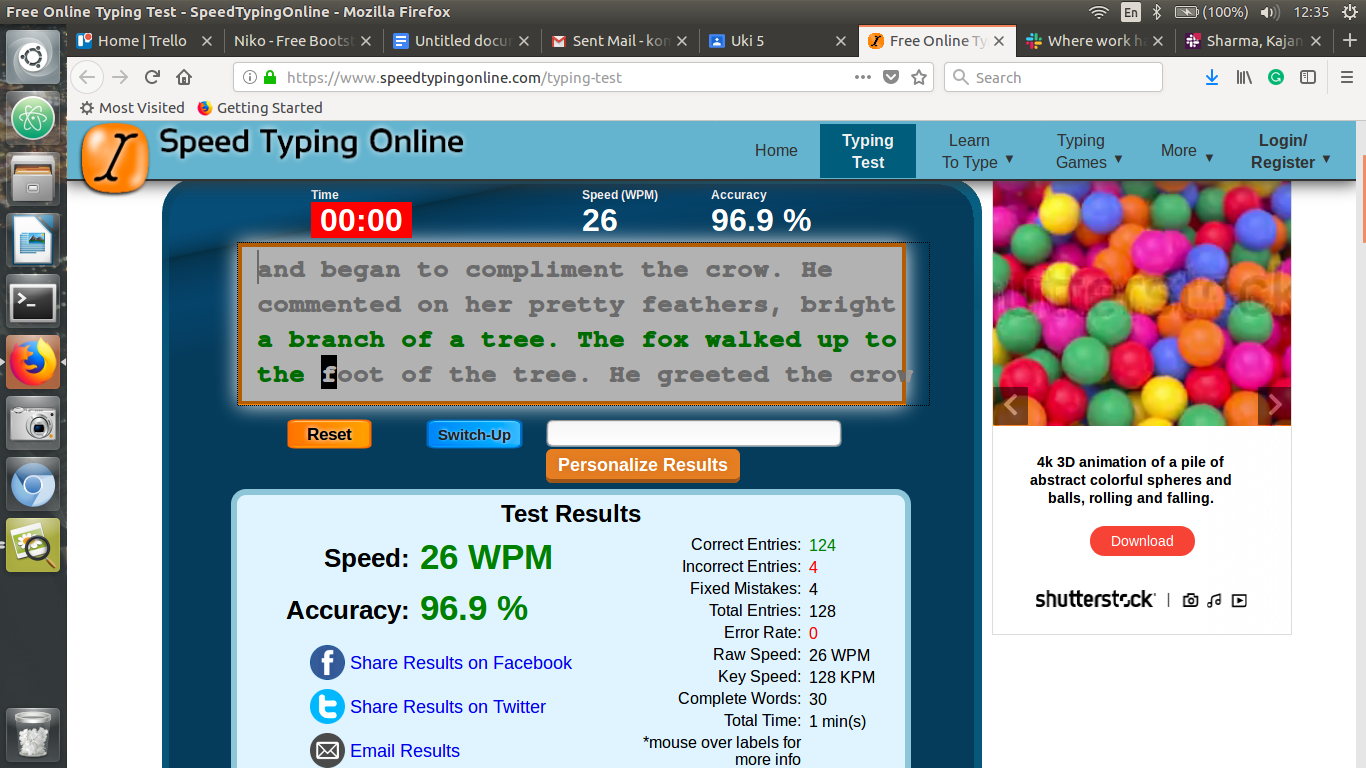 Free Online Typing Test - SpeedTypingOnline - Mozilla Firefox
En (100%) 12:35
Home | Trello
Niko - Free Boots
Untitled docu
Sent Mail - kon
Uki 5
Free Online Ty
Where work h
Sharma, Kajan
https://www.speedtypingonline.com/typing-test
Search
Most Visited
Getting Started
Speed Typing Online
Home
Typing
Test
Learn
To Type
Typing
Games
More
Login/
Register
Time
00:00
Speed (WPM)
26
Accuracy
96.9 %
and began to compliment the crow. He
commented on her pretty feathers, bright
a branch of a tree. The fox walked up to
the foot of the tree. He greeted the crow
Reset
Switch-Up
Personalize Results
Test Results
Speed: 26 WPM
Accuracy: 96.9 %
Share Results on Facebook
Share Results on Twitter
Email Results
Correct Entries: 124
Incorrect Entries: 4
Fixed Mistakes: 4
Total Entries: 128
Error Rate: 0
Raw Speed: 26 WPM
Key Speed: 128 KPM
Complete Words: 30
Total Time: 1 min(s)
*mouse over labels for
more info
4k 3D animation of a pile of
abstract colorful spheres and
balls, rolling and falling.
Download
shutterstock